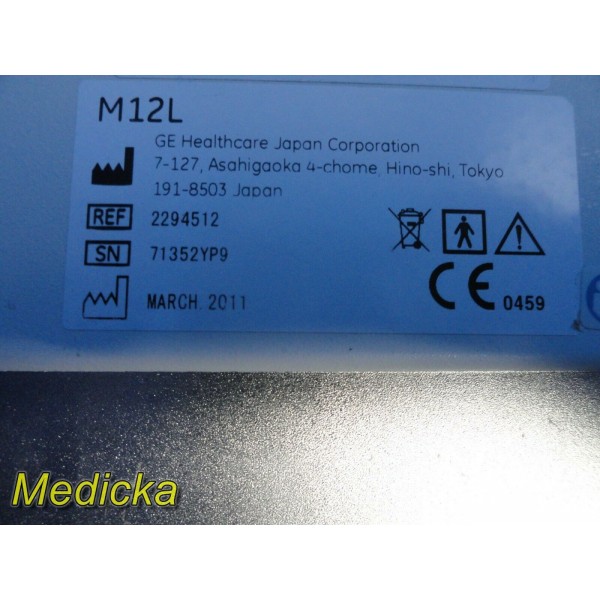 M12L
GE Healthcare Japan Corporation
7-127, Asahigaoka 4-chome, Hino-shi, Tokyo
191-8503 Japan
REF 2294512
SN 71352YP9
MARCH. 2011
CE 0459
Medicka